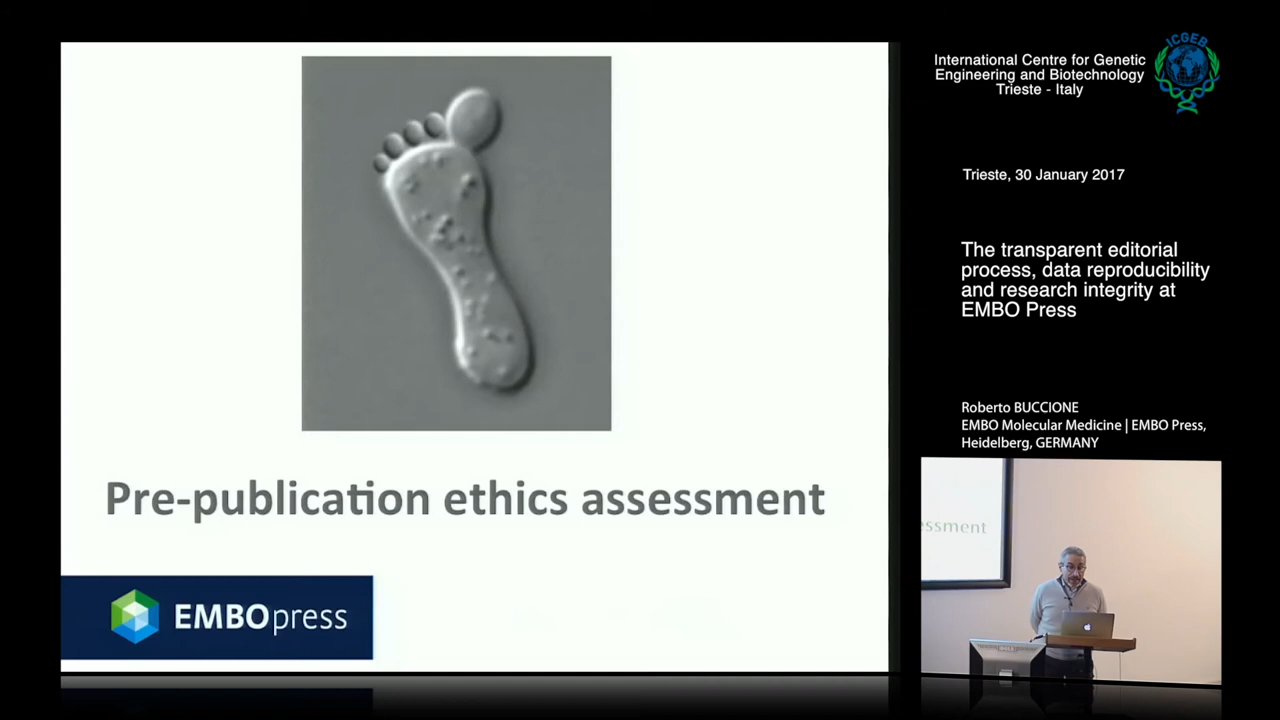 Pre-publication ethics assessment
EMBOpress
ICGEB
International Centre for Genetic
Engineering and Biotechnology
Trieste - Italy
Trieste, 30 January 2017
The transparent editorial
process, data reproducibility
and research integrity at
EMBO Press
Roberto BUCCIONE
EMBO Molecular Medicine | EMBO Press,
Heidelberg, GERMANY
essment
DELL